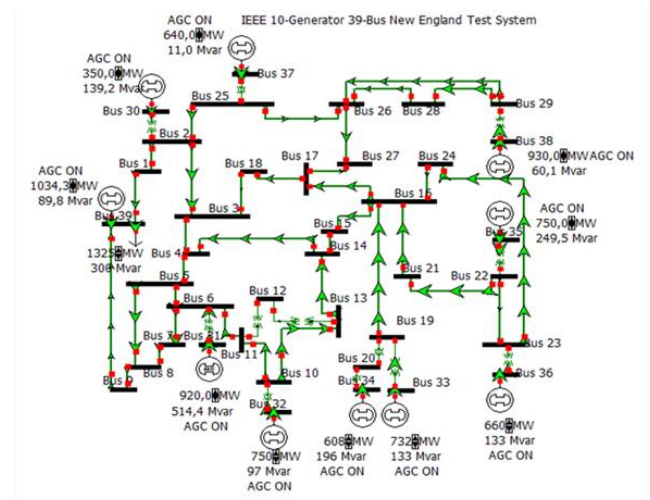 AGC ON
640,0 MW
11,0 Mvar
IEEE 10-Generator 39-Bus New England Test System
AGC ON
350,0 MW
139,2 Mvar
Bus 37
Bus 30
Bus 25
Bus 26
Bus 28
Bus 29
Bus 2
Bus 38
930,0 MW AGC ON
60,1 Mvar
AGC ON
1034,3 MW
89,8 Mvar
Bus 1
Bus 18
Bus 17
Bus 27
Bus 24
Bus 39
Bus 3
Bus 15
AGC ON
750,0 MW
249,5 Mvar
1325 MW
300 Mvar
Bus 4
Bus 14
Bus 35
Bus 5
Bus 21
Bus 22
Bus 6
Bus 12
Bus 13
Bus 19
Bus 7
Bus 31
Bus 11
Bus 23
Bus 8
Bus 9
Bus 10
Bus 20
Bus 34
Bus 33
Bus 36
920,0 MW
514,4 Mvar
AGC ON
Bus 32
750 MW
97 Mvar
AGC ON
608 MW
196 Mvar
AGC ON
732 MW
133 Mvar
AGC ON
660 MW
133 Mvar
AGC ON